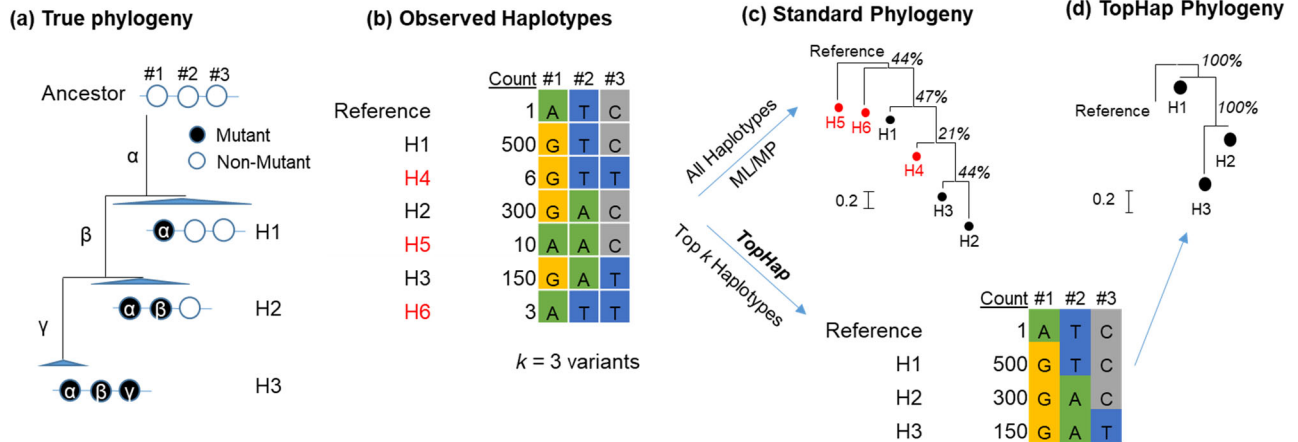 (a) True phylogeny
#1 #2 #3
Ancestor
Mutant
Non-Mutant
α
β
γ
α
H1
α β
H2
α β γ
H3
(b) Observed Haplotypes
Count #1 #2 #3
Reference 1 A T C
H1 500 G T C
H4 6 G T T
H2 300 G A C
H5 10 A A C
H3 150 G A T
H6 3 A T T
k = 3 variants
All Haplotypes
ML/MP
TopHap
Top k Haplotypes
(c) Standard Phylogeny
Reference
44%
47%
H5 H6 H1
21%
H4
44%
0.2
H3
H2
Count #1 #2 #3
Reference 1 A T C
H1 500 G T C
H2 300 G A C
H3 150 G A T
(d) TopHap Phylogeny
100%
Reference
H1
100%
H2
0.2
H3